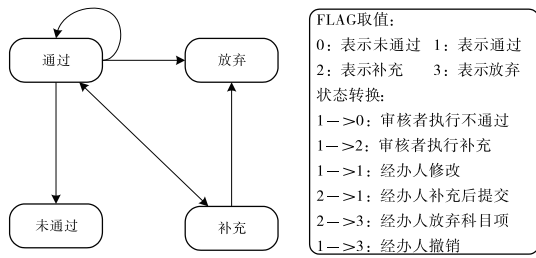 通过
放弃
未通过
补充
FLAG取值：
0：表示未通过 1：表示通过
2：表示补充 3：表示放弃
状态转换：
1—>0：审核者执行不通过
1—>2：审核者执行补充
1—>1：经办人修改
2—>1：经办人补充后提交
2—>3：经办人放弃科目项
1—>3：经办人撤销